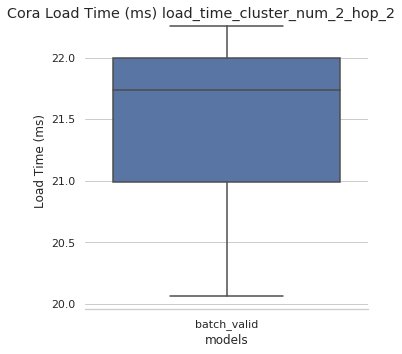 Cora Load Time (ms) load_time_cluster_num_2_hop_2
22.0
21.5
21.0
20.5
20.0
Load Time (ms)
batch_valid
models